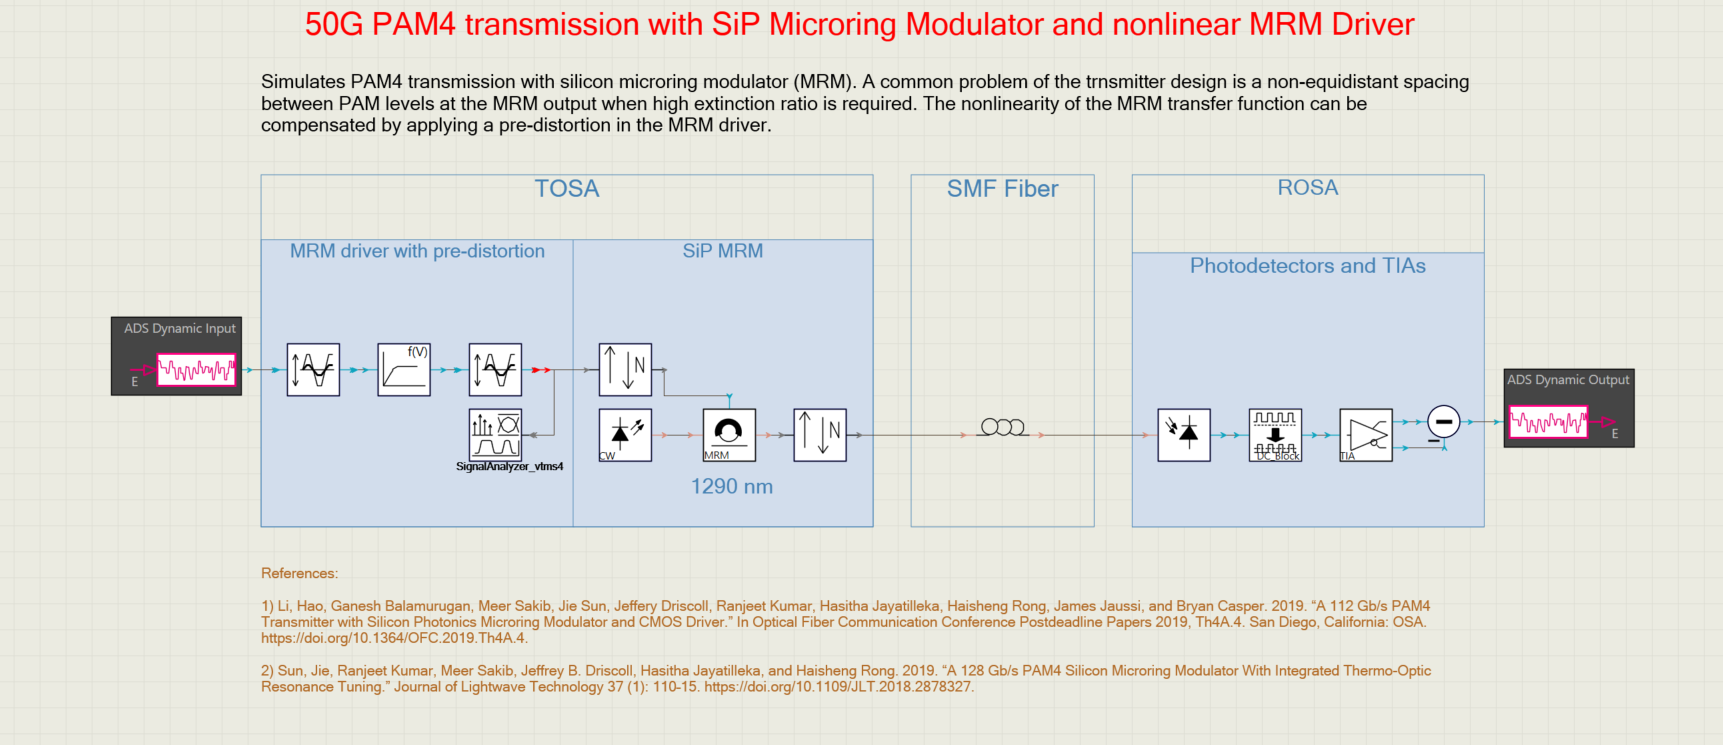 50G PAM4 transmission with SiP Microring Modulator and nonlinear MRM Driver
Simulates PAM4 transmission with silicon microring modulator (MRM). A common problem of the trnsmitter design is a non-equidistant spacing
between PAM levels at the MRM output when high extinction ratio is required. The nonlinearity of the MRM transfer function can be
compensated by applying a pre-distortion in the MRM driver.
TOSA
SMF Fiber
ROSA
MRM driver with pre-distortion
SiP MRM
Photodetectors and TIAs
ADS Dynamic Input
E
f(V)
N
SignalAnalyzer_vtms4
CW
MRM
N
1290 nm
DC_Block
TIA
ADS Dynamic Output
E
References:
1) Li, Hao, Ganesh Balamurugan, Meer Sakib, Jie Sun, Jeffery Driscoll, Ranjeet Kumar, Hasitha Jayatilleka, Haisheng Rong, James Jaussi, and Bryan Casper. 2019. “A 112 Gb/s PAM4
Transmitter with Silicon Photonics Microring Modulator and CMOS Driver.” In Optical Fiber Communication Conference Postdeadline Papers 2019, Th4A.4. San Diego, California: OSA.
https://doi.org/10.1364/OFC.2019.Th4A.4.
2) Sun, Jie, Ranjeet Kumar, Meer Sakib, Jeffrey B. Driscoll, Hasitha Jayatilleka, and Haisheng Rong. 2019. “A 128 Gb/s PAM4 Silicon Microring Modulator With Integrated Thermo-Optic
Resonance Tuning.” Journal of Lightwave Technology 37 (1): 110–15. https://doi.org/10.1109/JLT.2018.2878327.